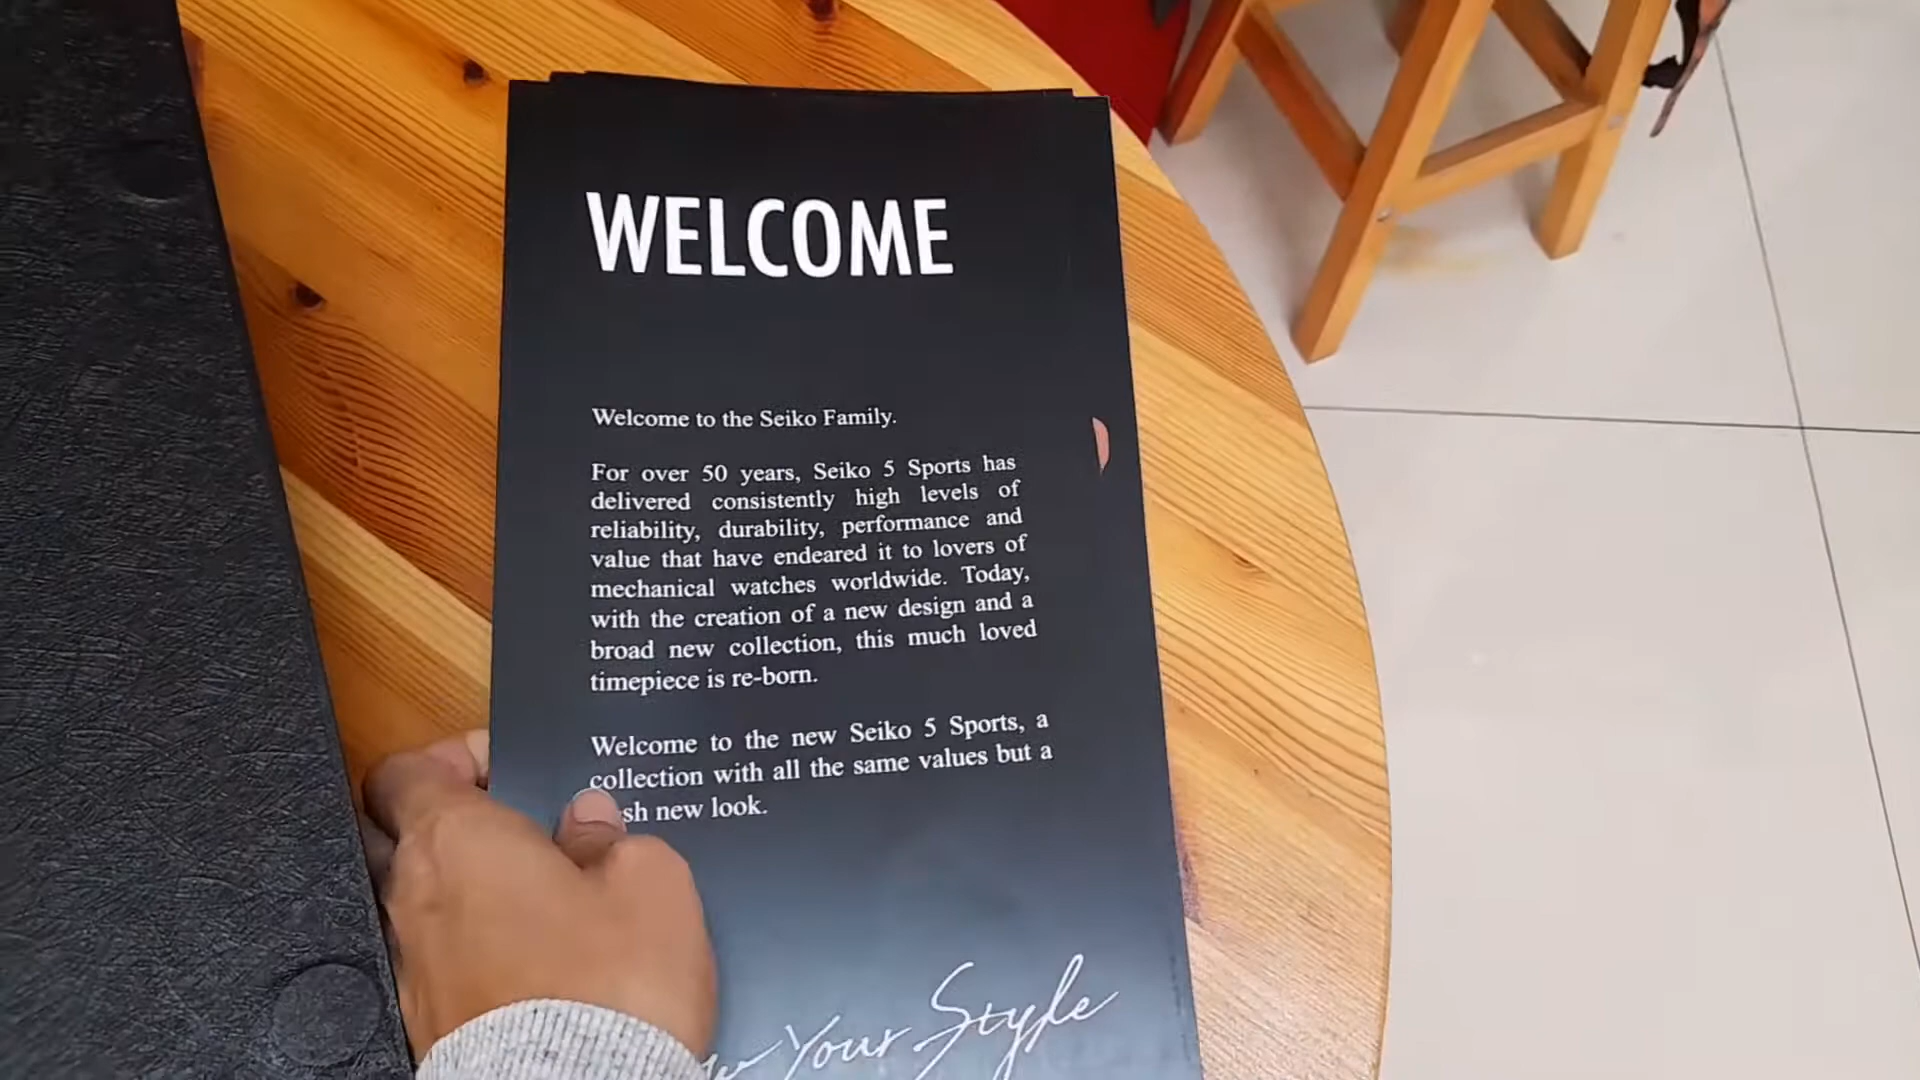 WELCOME
Welcome to the Seiko Family.
For over 50 years, Seiko 5 Sports has
delivered consistently high levels of
reliability, durability, performance and
value that have endeared it to lovers of
mechanical watches worldwide. Today,
with the creation of a new design and a
broad new collection, this much loved
timepiece is re-born.
Welcome to the new Seiko 5 Sports, a
collection with all the same values but a
sh new look.
Your Style